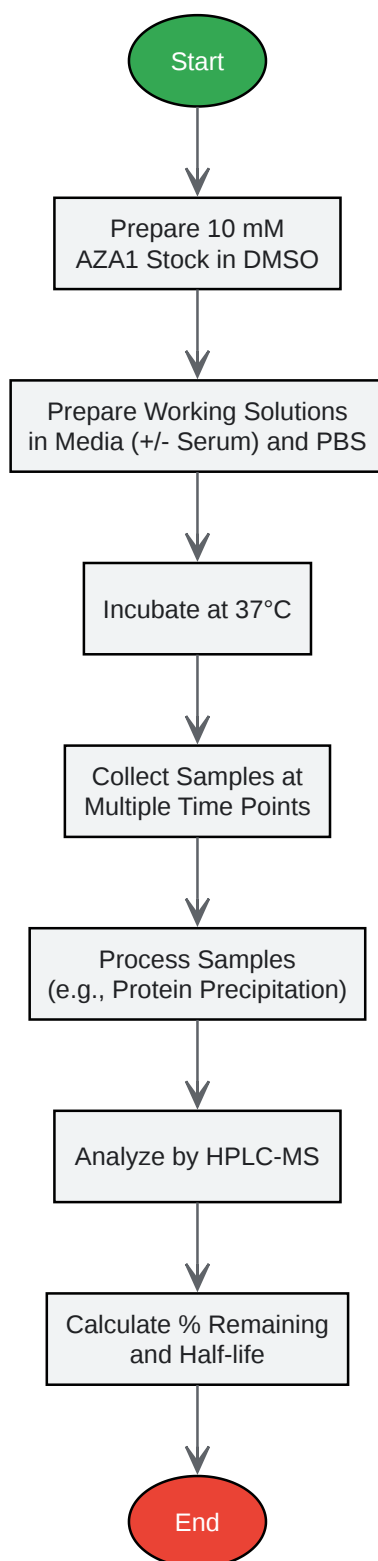 Start
Prepare 10 mM
AZA1 Stock in DMSO
Prepare Working Solutions
in Media (+/- Serum) and PBS
Incubate at 37°C
Collect Samples at
Multiple Time Points
Process Samples
(e.g., Protein Precipitation)
Analyze by HPLC-MS
Calculate % Remaining
and Half-life
End